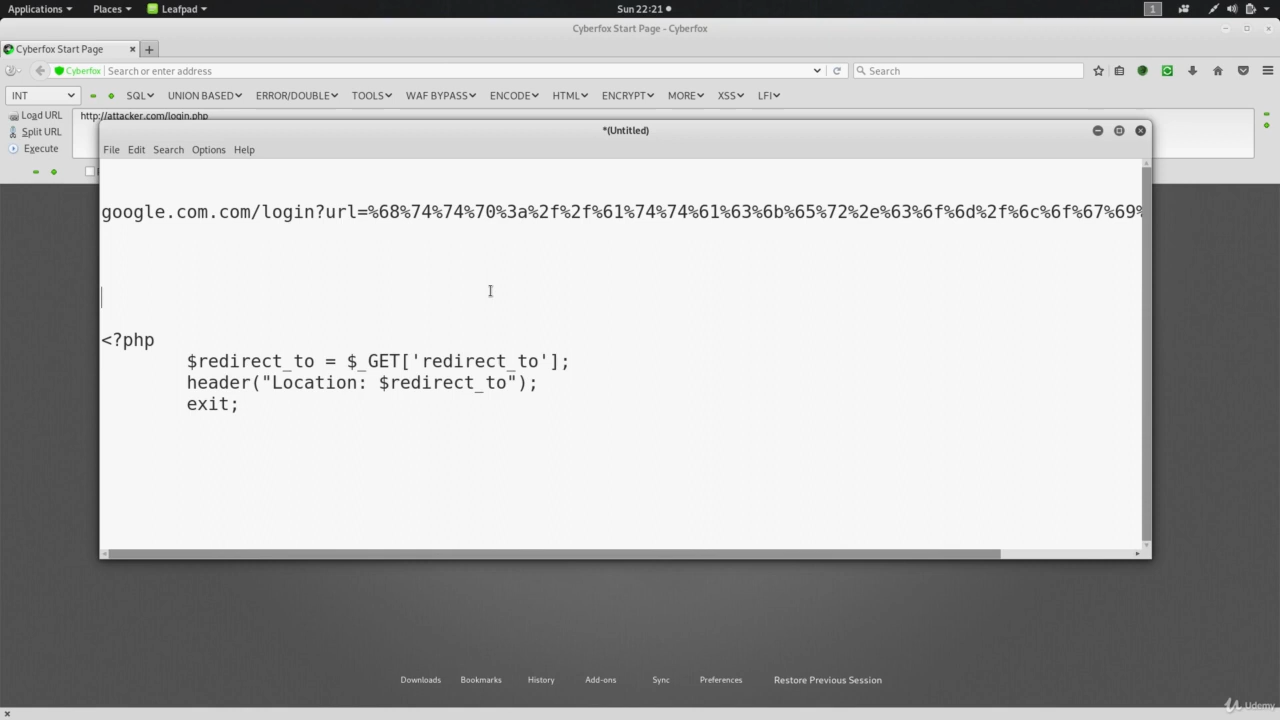 Applications Places Leafpad Sun 22:21 1
Cyberfox Start Page - Cyberfox
Cyberfox Start Page
Cyberfox Search or enter address Search
INT SQL UNION BASED ERROR/DOUBLE TOOLS WAF BYPASS ENCODE HTML ENCRYPT MORE XSS LFI
Load URL http://attacker.com/login.php
Split URL
Execute
*(Untitled)
File Edit Search Options Help
google.com.com/login?url=%68%74%74%70%3a%2f%2f%61%74%74%61%63%6b%65%72%2e%63%6f%6d%2f%6c%6f%67%69%
<?php
$redirect_to = $_GET['redirect_to'];
header("Location: $redirect_to");
exit;
Downloads Bookmarks History Add-ons Sync Preferences Restore Previous Session
Udemy